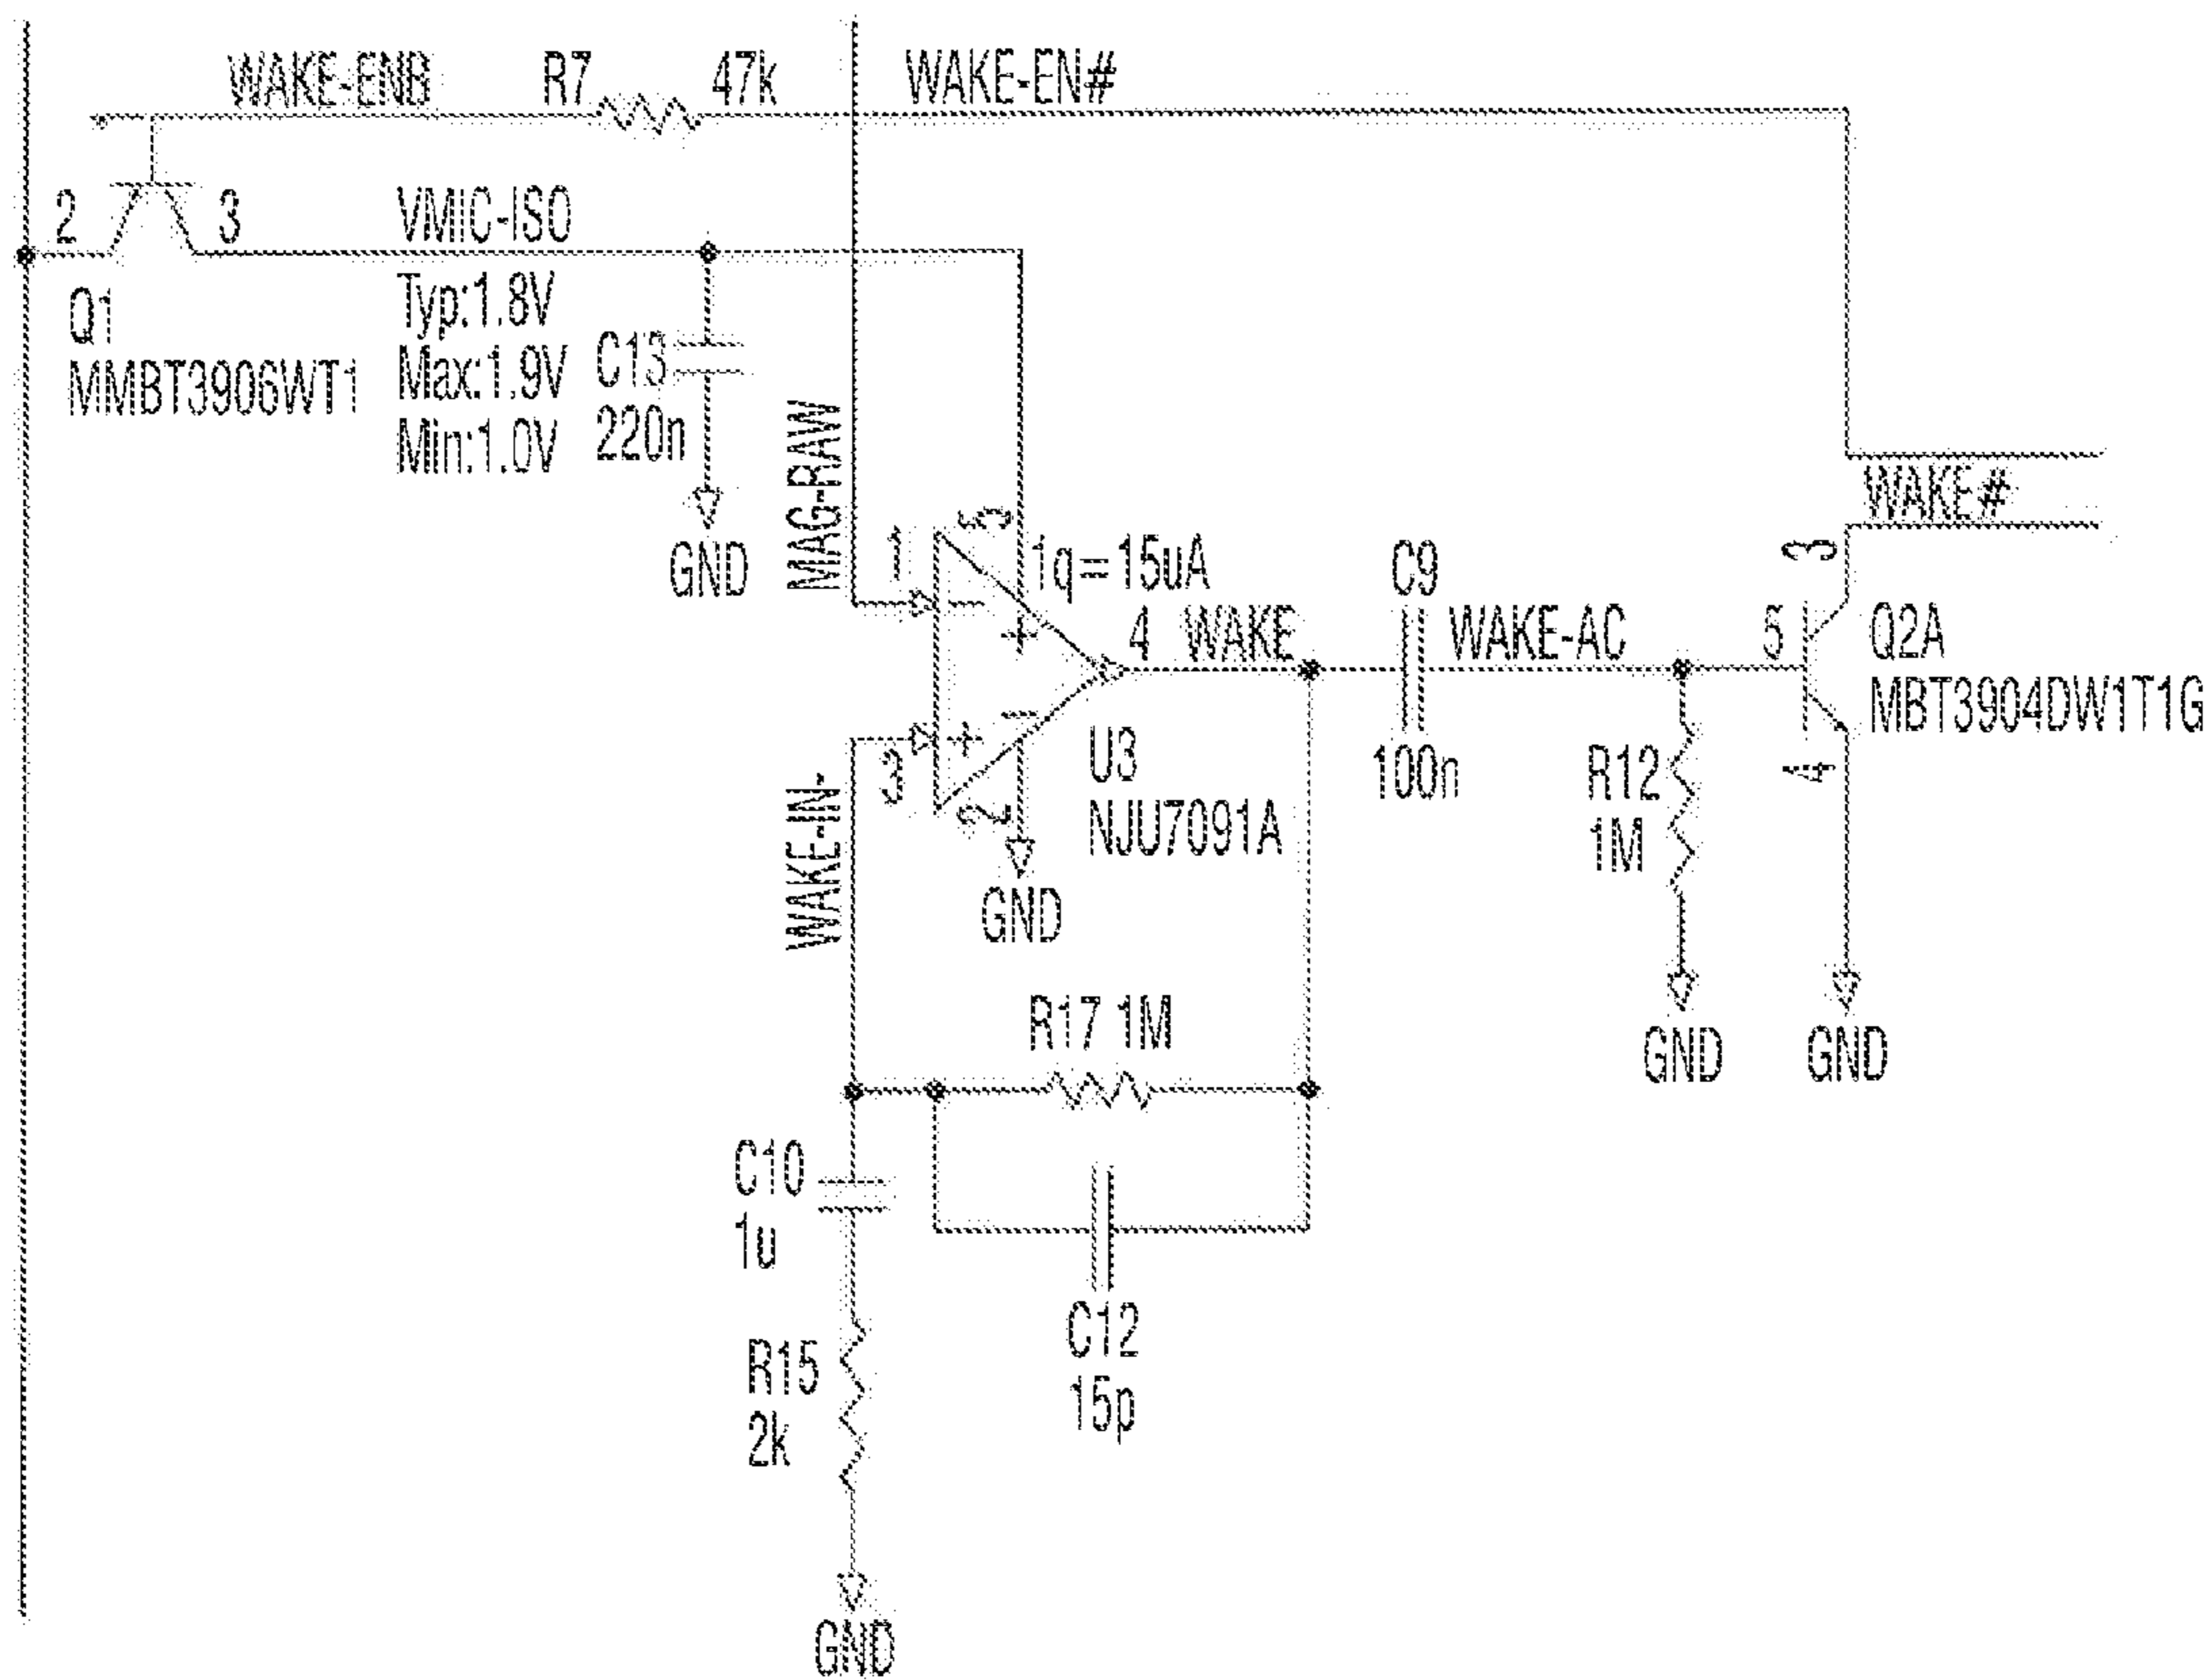 WAKE-ENB
R7
47k
WAKE-EN#
2
3
VMIC-ISO
Q1
MMBT3906WT1
Typ:1.8V
Max:1.9V
Min:1.0V
C13
220n
GND
MAG-RAW
1
5
1q=15uA
4
WAKE
C9
100n
WAKE-AC
WAKE#
3
5
Q2A
MBT3904DW1T1G
4
R12
1M
GND
GND
WAKE-IN-
3
2
U3
NJU7091A
GND
R17 1M
C10
1u
C12
15p
R15
2k
GND